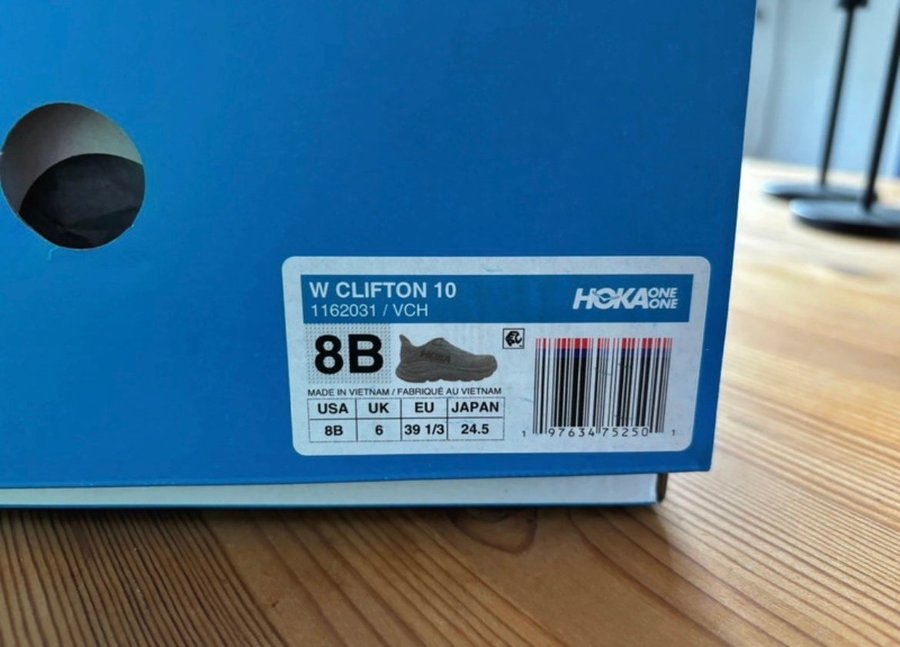 W CLIFTON 10
1162031 / VCH
HOKA ONE ONE
8B
HOKA
MADE IN VIETNAM / FABRIQUÉ AU VIETNAM
USA UK EU JAPAN
8B 6 39 1/3 24.5
1 97634 75250 1